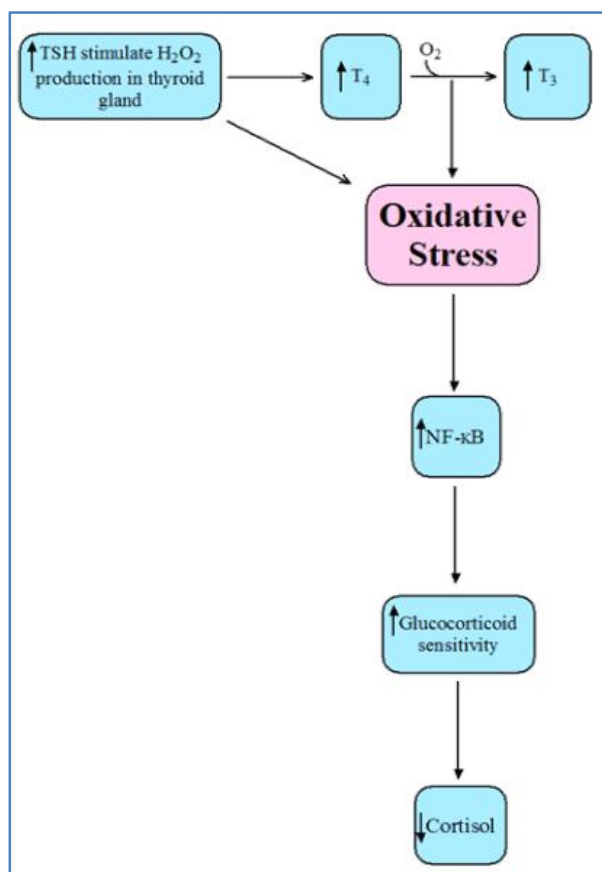 ↑TSH stimulate H₂O₂
production in thyroid
gland
↑T₄
O₂
↑T₃
Oxidative
Stress
↑NF-κB
↑Glucocorticoid
sensitivity
↓Cortisol